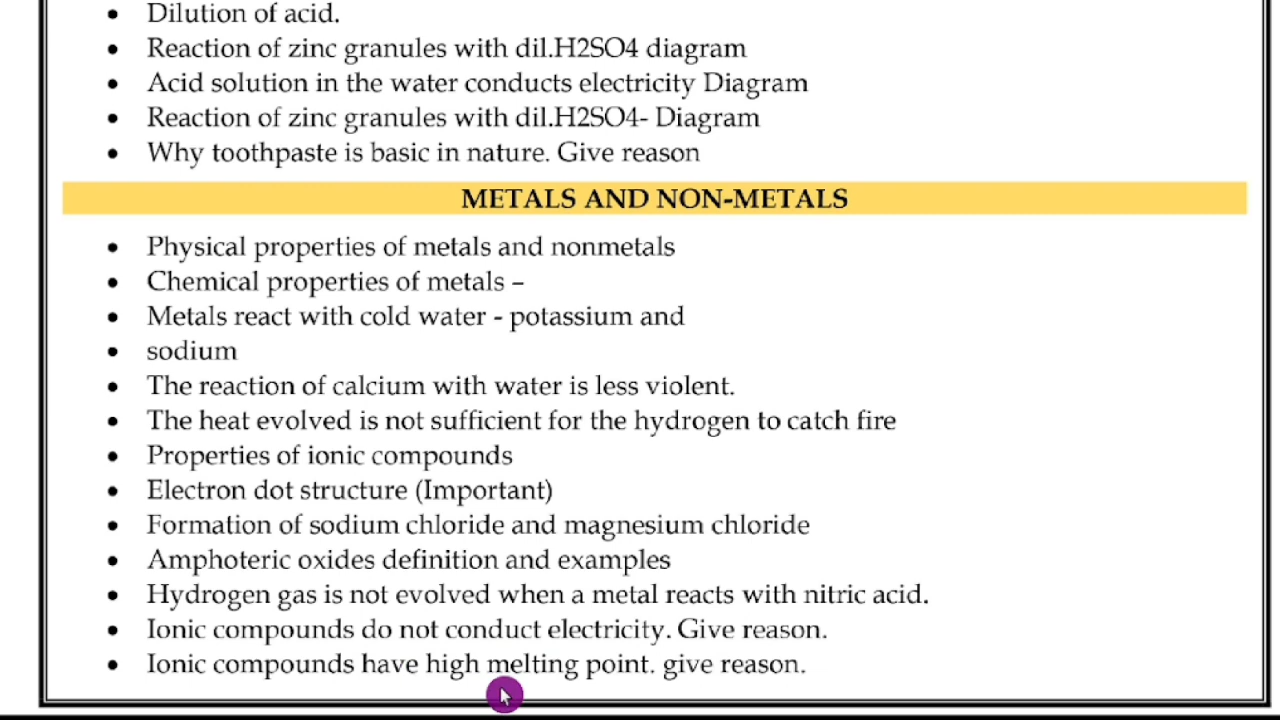 • Dilution of acid.
• Reaction of zinc granules with dil.H2SO4 diagram
• Acid solution in the water conducts electricity Diagram
• Reaction of zinc granules with dil.H2SO4- Diagram
• Why toothpaste is basic in nature. Give reason
METALS AND NON-METALS
• Physical properties of metals and nonmetals
• Chemical properties of metals –
• Metals react with cold water - potassium and
• sodium
• The reaction of calcium with water is less violent.
• The heat evolved is not sufficient for the hydrogen to catch fire
• Properties of ionic compounds
• Electron dot structure (Important)
• Formation of sodium chloride and magnesium chloride
• Amphoteric oxides definition and examples
• Hydrogen gas is not evolved when a metal reacts with nitric acid.
• Ionic compounds do not conduct electricity. Give reason.
• Ionic compounds have high melting point. give reason.